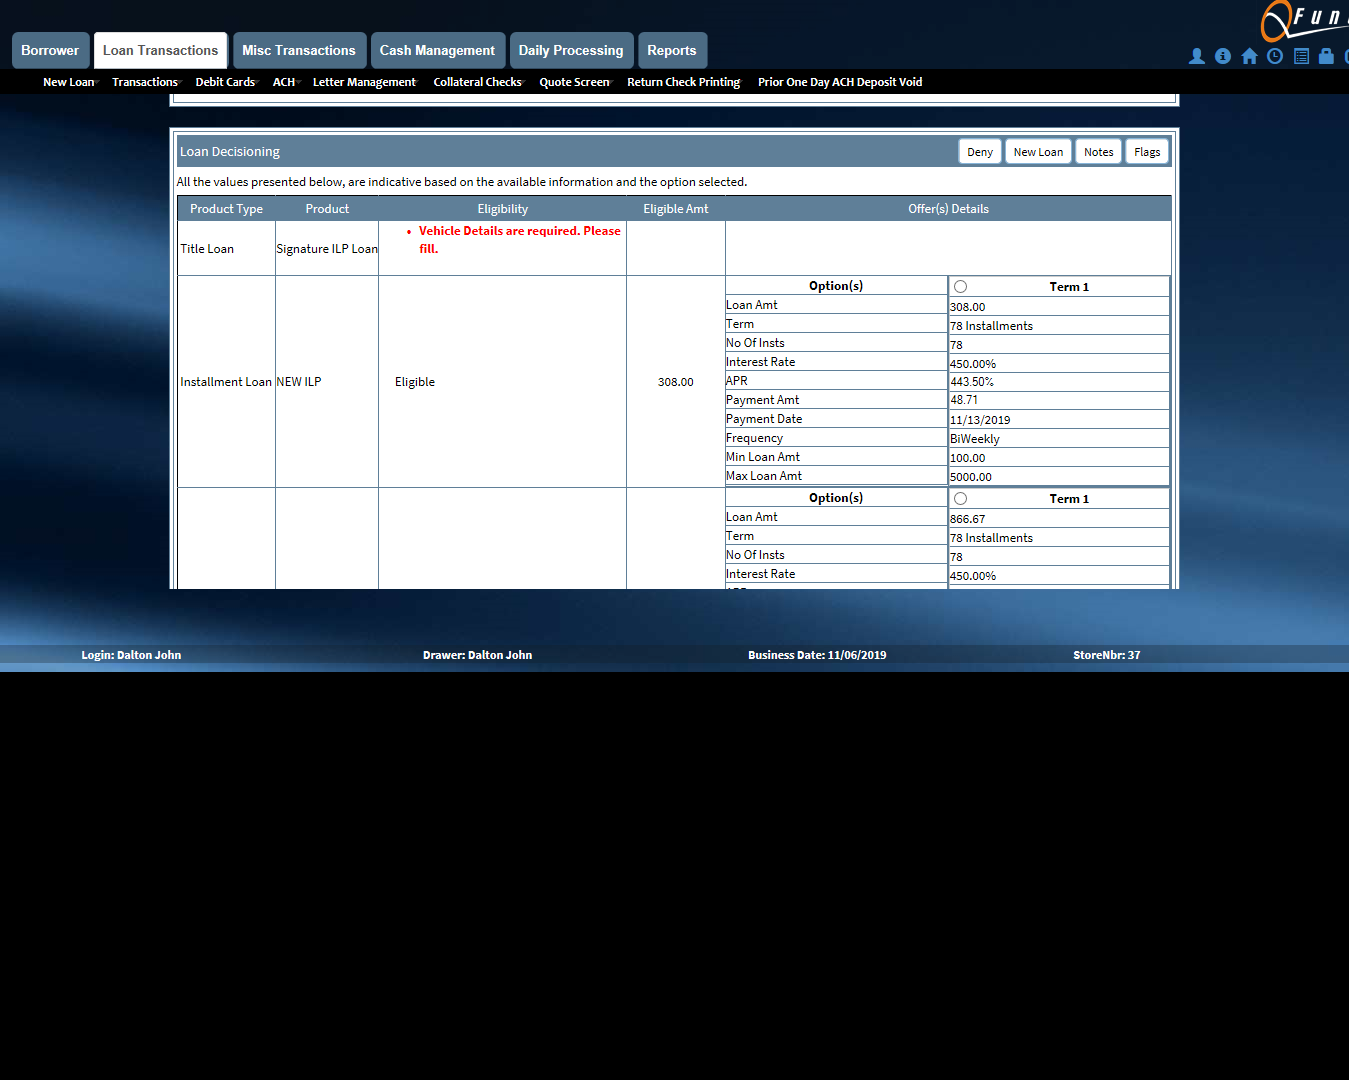 Fun
Borrower Loan Transactions Misc Transactions Cash Management Daily Processing Reports
New Loan Transactions Debit Cards ACH Letter Management Collateral Checks Quote Screen Return Check Printing Prior One Day ACH Deposit Void
Loan Decisioning Deny New Loan Notes Flags
All the values presented below, are indicative based on the available information and the option selected.
Product Type Product Eligibility Eligible Amt Offer(s) Details
Title Loan Signature ILP Loan • Vehicle Details are required. Please
fill.
Option(s) Term 1
Loan Amt 308.00
Term 78 Installments
No Of Insts 78
Interest Rate 450.00%
Installment Loan NEW ILP Eligible 308.00 APR 443.50%
Payment Amt 48.71
Payment Date 11/13/2019
Frequency BiWeekly
Min Loan Amt 100.00
Max Loan Amt 5000.00
Option(s) Term 1
Loan Amt 866.67
Term 78 Installments
No Of Insts 78
Interest Rate 450.00%
Login: Dalton John Drawer: Dalton John Business Date: 11/06/2019 StoreNbr: 37